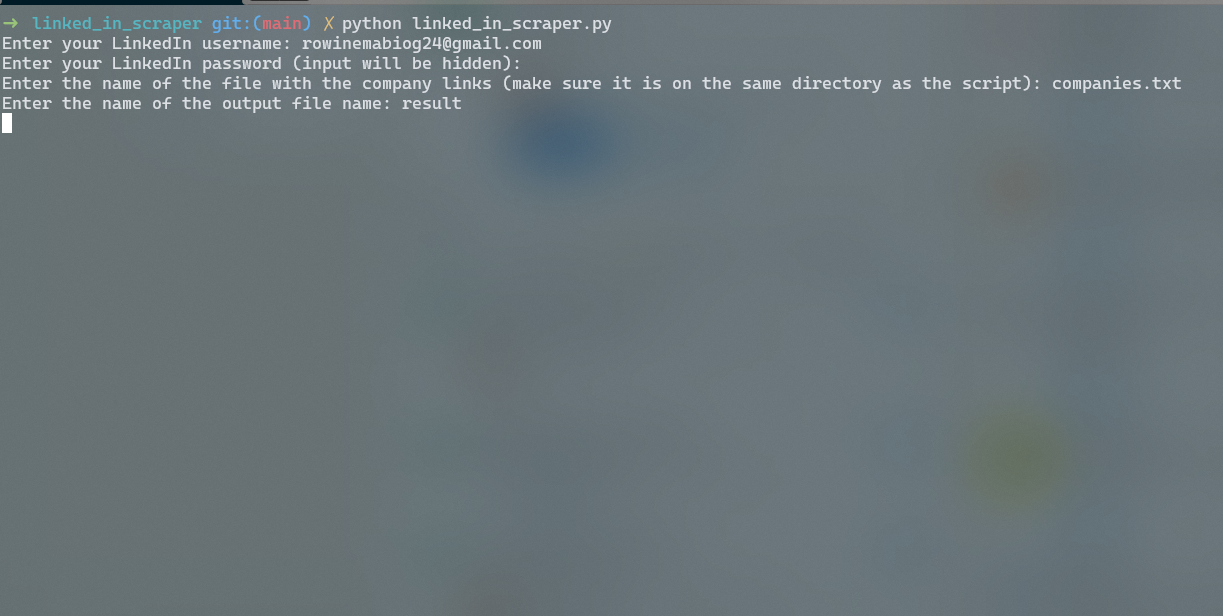 → linked_in_scraper git:(main) ✗ python linked_in_scraper.py
Enter your LinkedIn username: rowinemabiog24@gmail.com
Enter your LinkedIn password (input will be hidden):
Enter the name of the file with the company links (make sure it is on the same directory as the script): companies.txt
Enter the name of the output file name: result